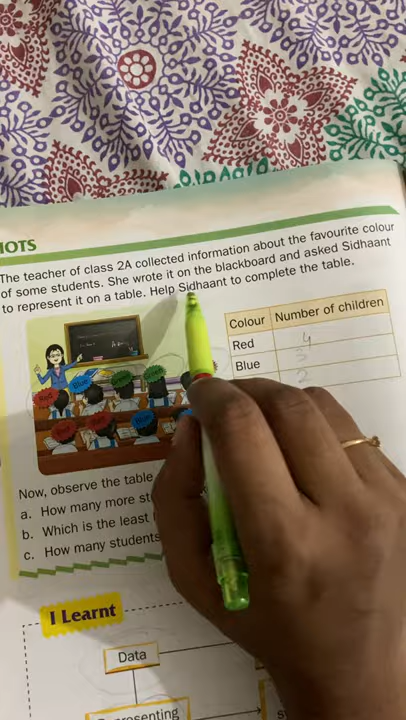 HOTS
The teacher of class 2A collected information about the favourite colour
of some students. She wrote it on the blackboard and asked Sidhaant
to represent it on a table. Help Sidhaant to complete the table.
Colour Number of children
Red 4
Blue 3
2
Now, observe the table
a. How many more
b. Which is the least
c. How many students
I Learnt
Data